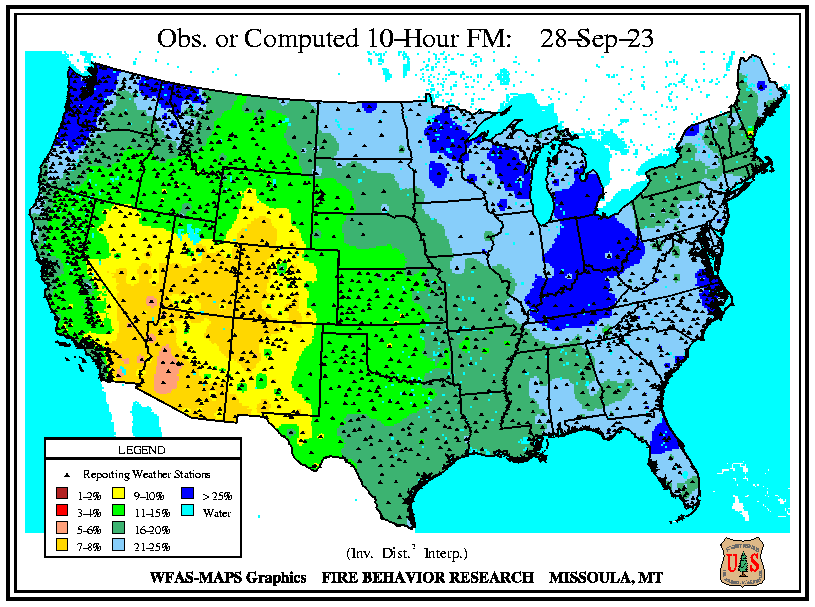 Obs. or Computed 10-Hour FM: 28-Sep-23
LEGEND
Reporting Weather Stations
1-2% 9-10% > 25%
3-4% 11-15% Water
5-6% 16-20%
7-8% 21-25%
(Inv. Dist.² Interp.)
WFAS-MAPS Graphics FIRE BEHAVIOR RESEARCH MISSOULA, MT
U S